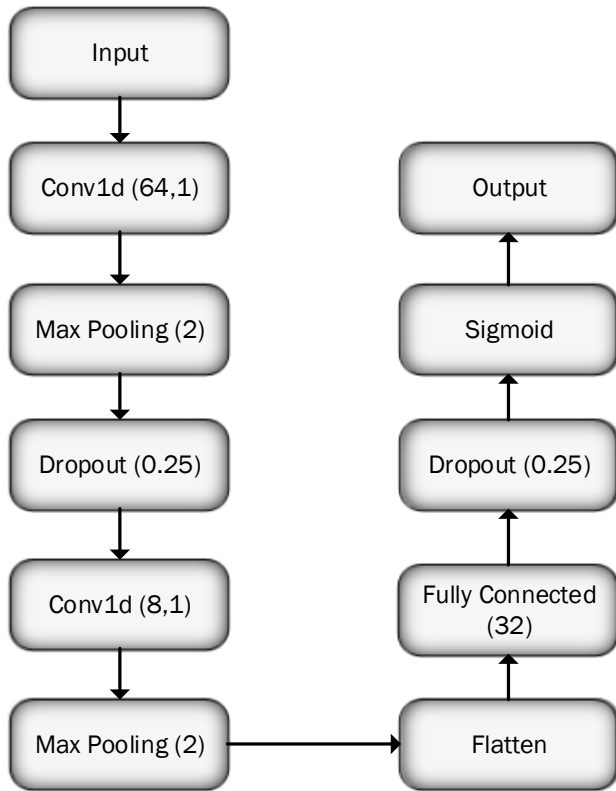 Input
Conv1d (64,1)
Max Pooling (2)
Dropout (0.25)
Conv1d (8,1)
Max Pooling (2)
Flatten
Fully Connected
(32)
Dropout (0.25)
Sigmoid
Output